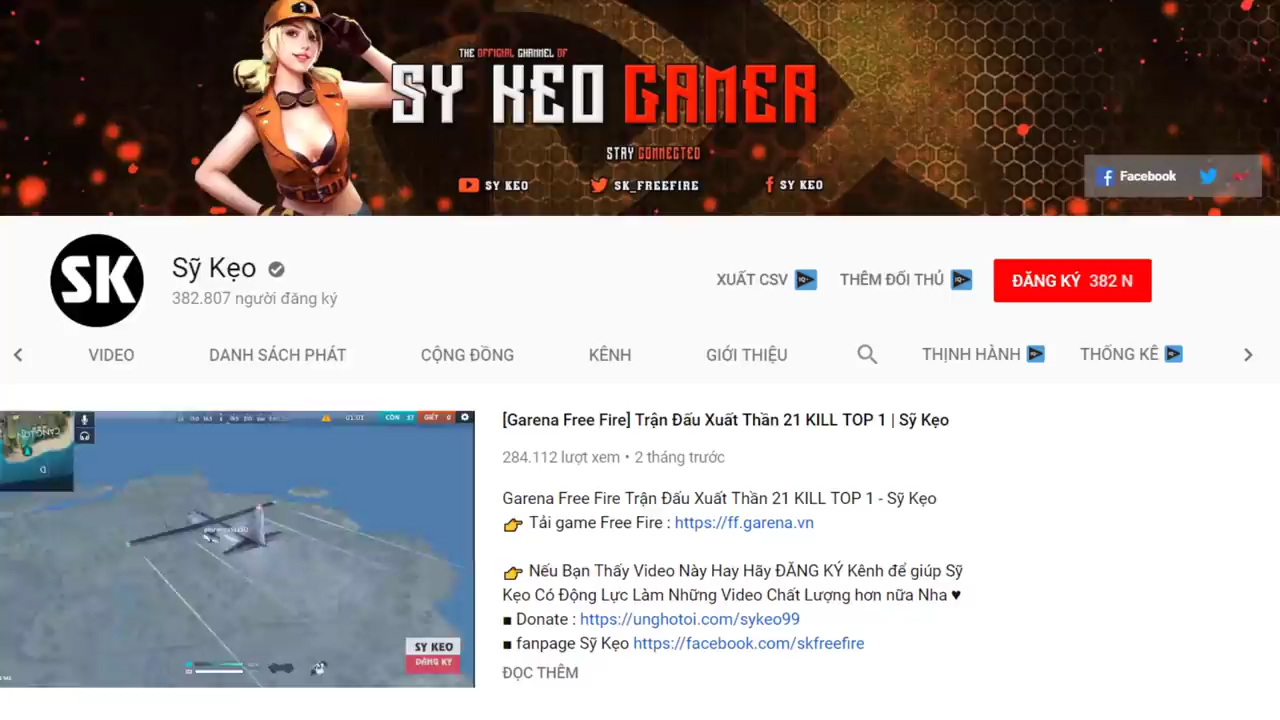 THE OFFICIAL CHANNEL OF
SY KEO GAMER
STAY CONNECTED
SY KEO
SK_FREEFIRE
SY KEO
Facebook
SK
Sỹ Kẹo
382.807 người đăng ký
XUẤT CSV
THÊM ĐỐI THỦ
ĐĂNG KÝ 382 N
VIDEO
DANH SÁCH PHÁT
CỘNG ĐỒNG
KÊNH
GIỚI THIỆU
THỊNH HÀNH
THỐNG KÊ
CÒN 57
GIẾT 0
[Garena Free Fire] Trận Đấu Xuất Thần 21 KILL TOP 1 | Sỹ Kẹo
284.112 lượt xem • 2 tháng trước
Garena Free Fire Trận Đấu Xuất Thần 21 KILL TOP 1 - Sỹ Kẹo
👉 Tải game Free Fire : https://ff.garena.vn
👉 Nếu Bạn Thấy Video Này Hay Hãy ĐĂNG KÝ Kênh để giúp Sỹ
Kẹo Có Động Lực Làm Những Video Chất Lượng hơn nữa Nha ♥
■ Donate : https://unghotoi.com/sykeo99
■ fanpage Sỹ Kẹo https://facebook.com/skfreefire
ĐỌC THÊM
SY KEO
ĐĂNG KÝ